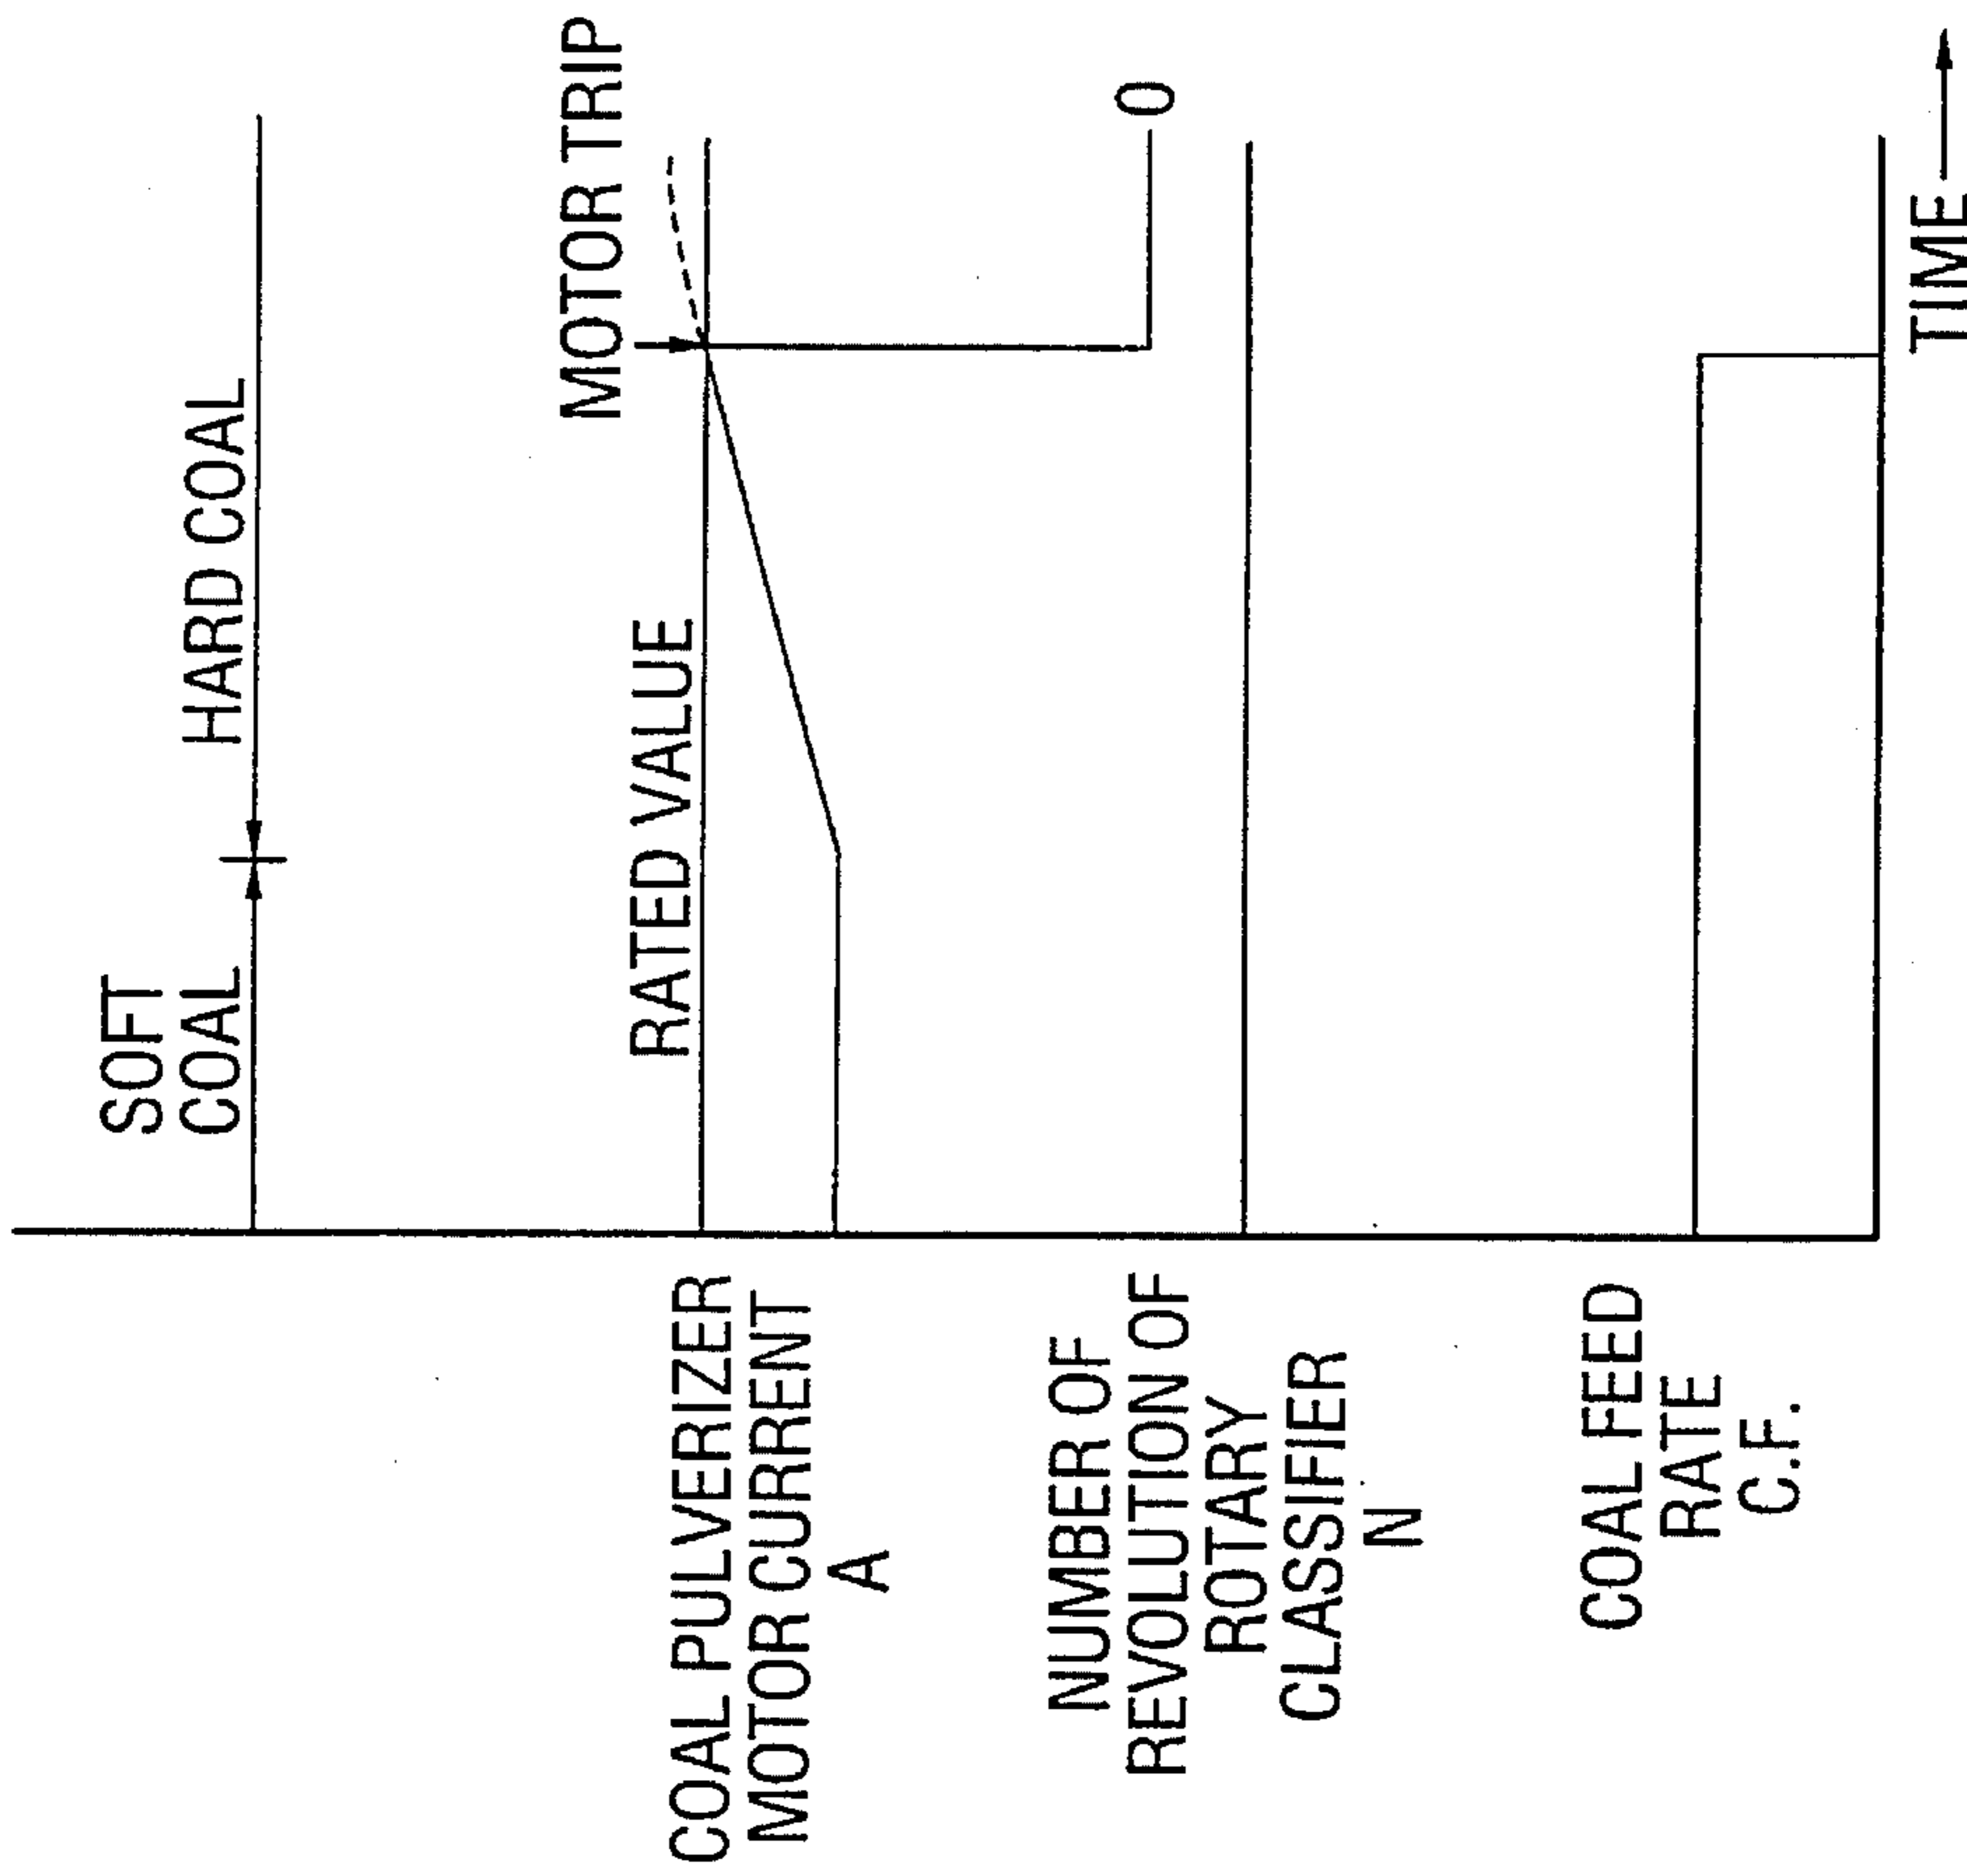 SOFT
COAL
HARD COAL
MOTOR TRIP
RATED VALUE
COAL PULVERIZER
MOTOR CURRENT
A
0
NUMBER OF
REVOLUTION OF
ROTARY
CLASSIFIER
N
COAL FEED
RATE
C.F.
TIME